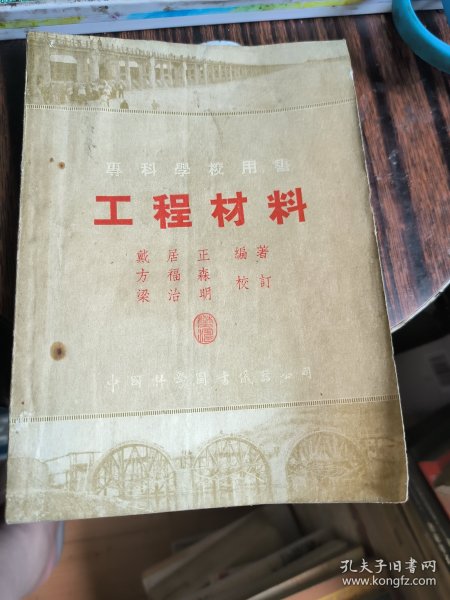 專科學校用書
工程材料
戴居正 編著
方福森
梁治明 校訂
中國科學圖書儀器公司
孔夫子旧书网
www.kongfz.com